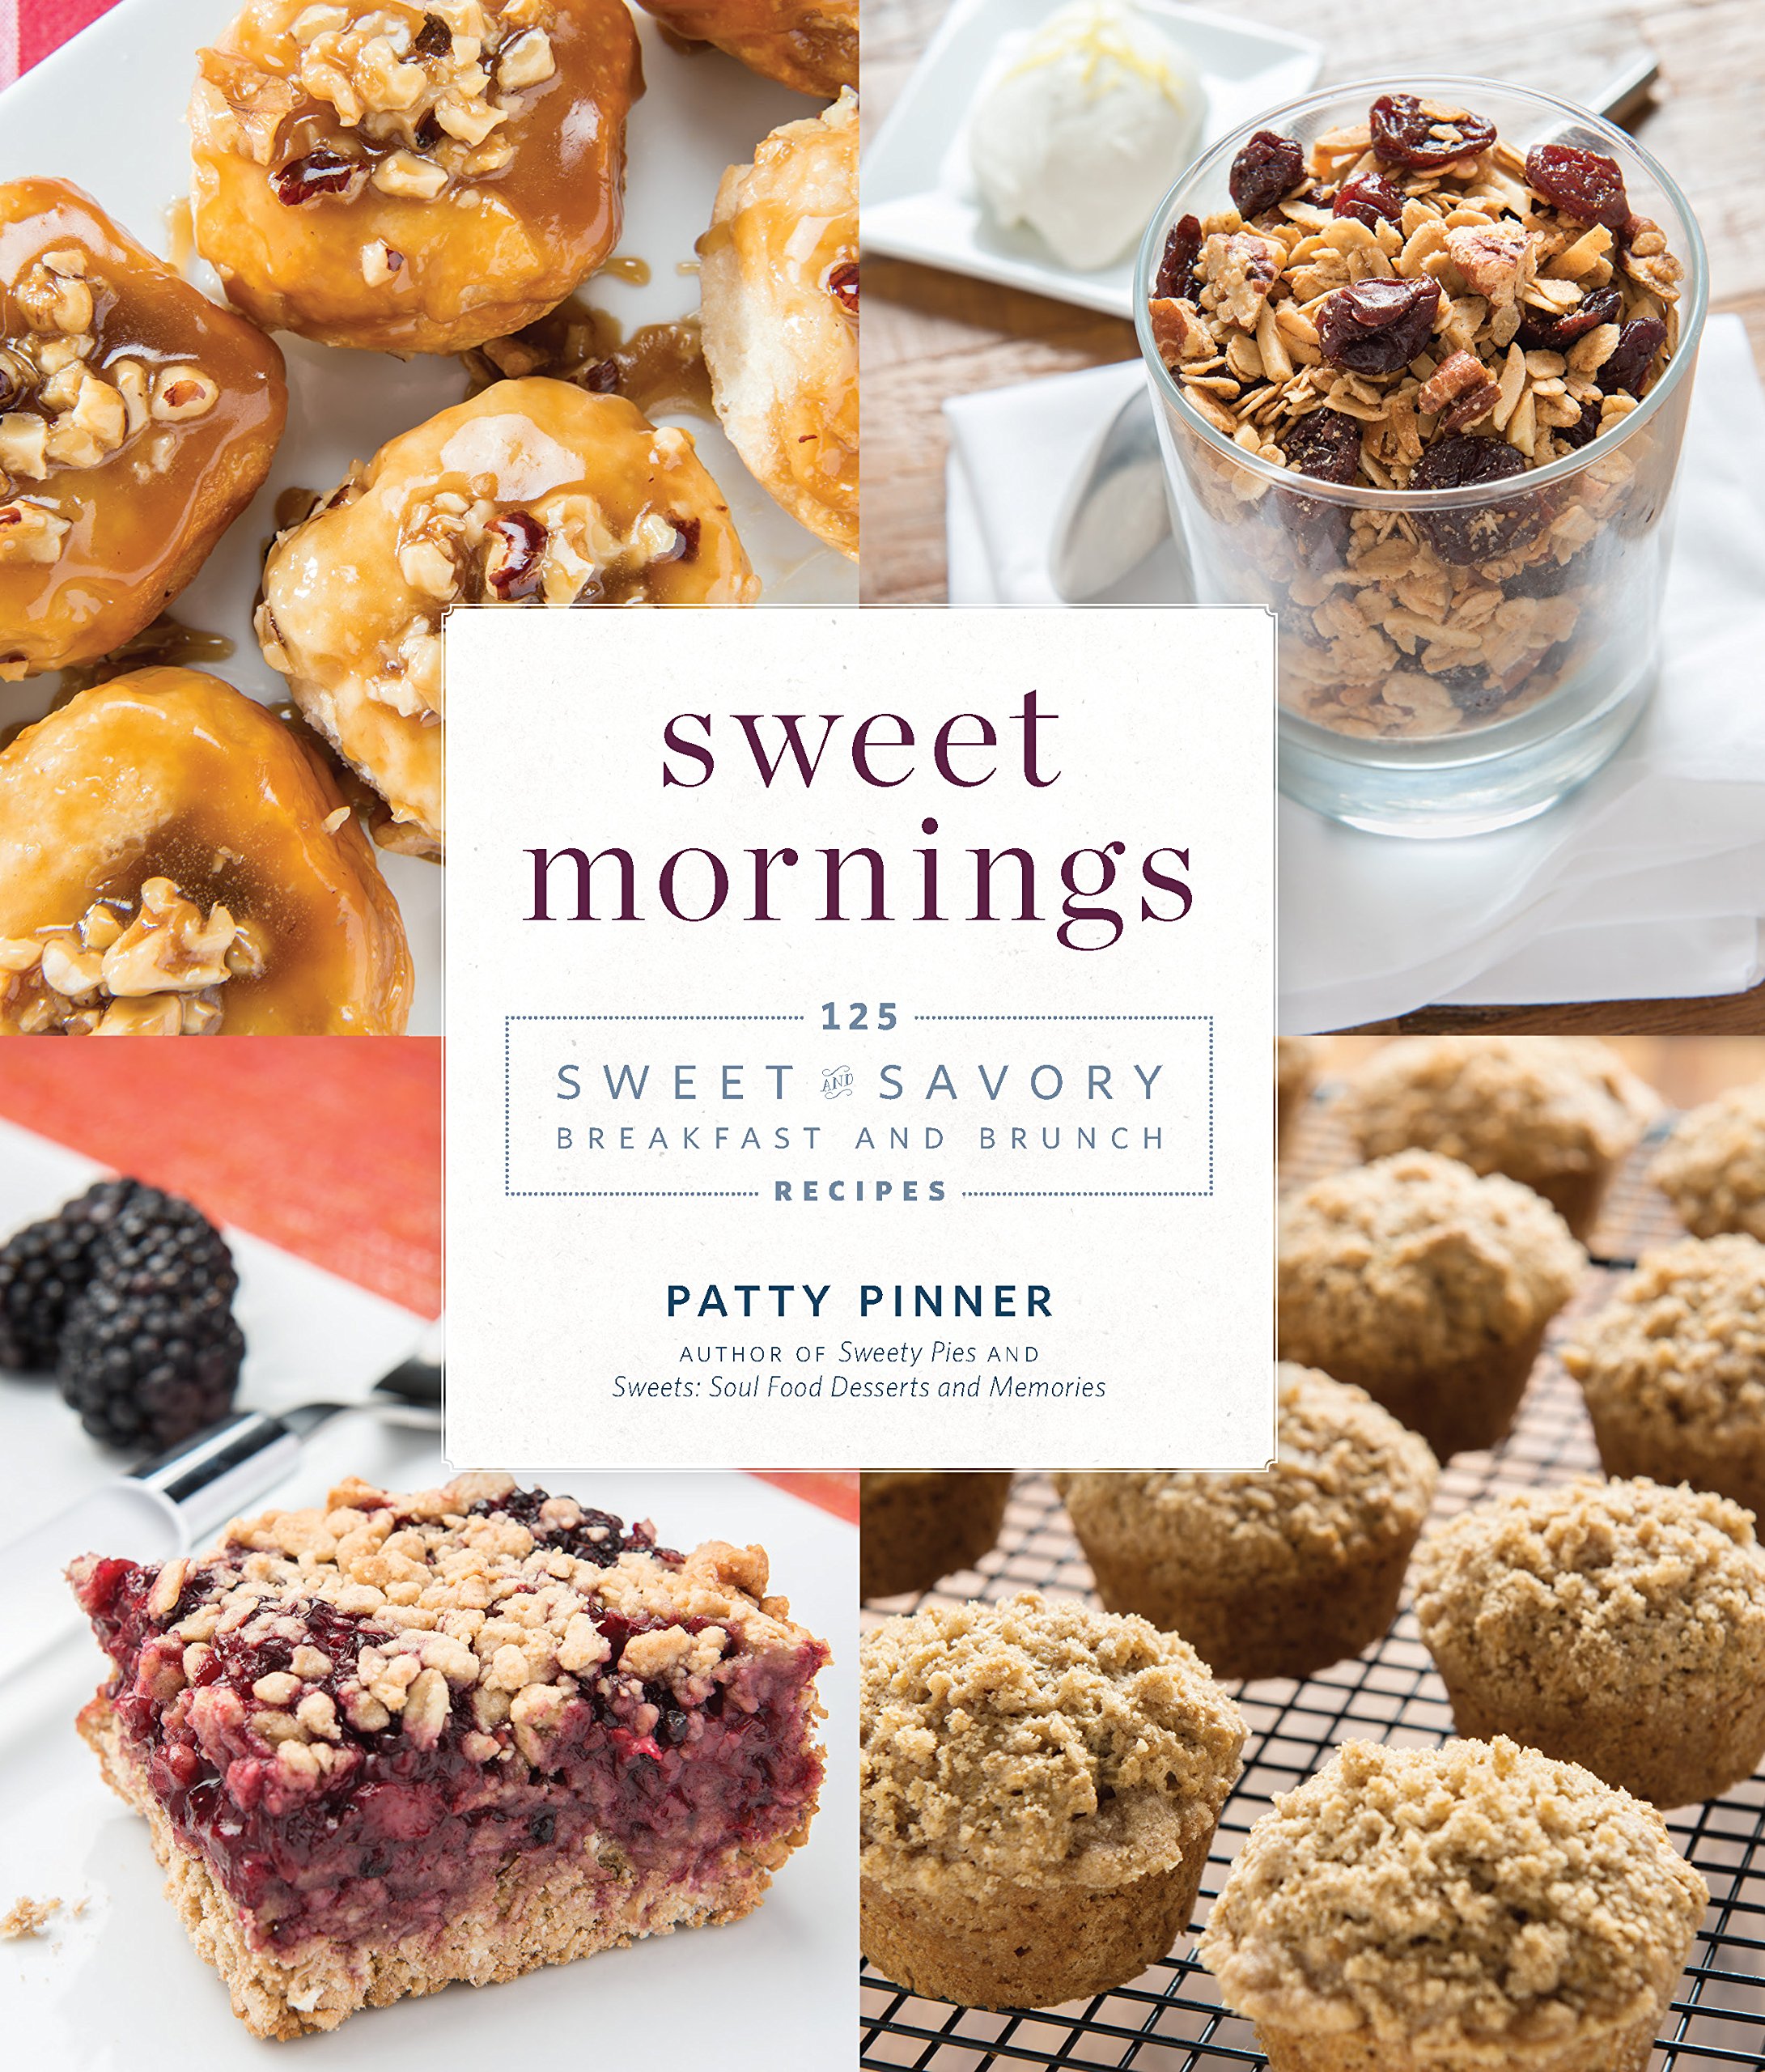 sweet
mornings
125
SWEET AND SAVORY
BREAKFAST AND BRUNCH
RECIPES
PATTY PINNER
AUTHOR OF Sweety Pies AND
Sweets: Soul Food Desserts and Memories